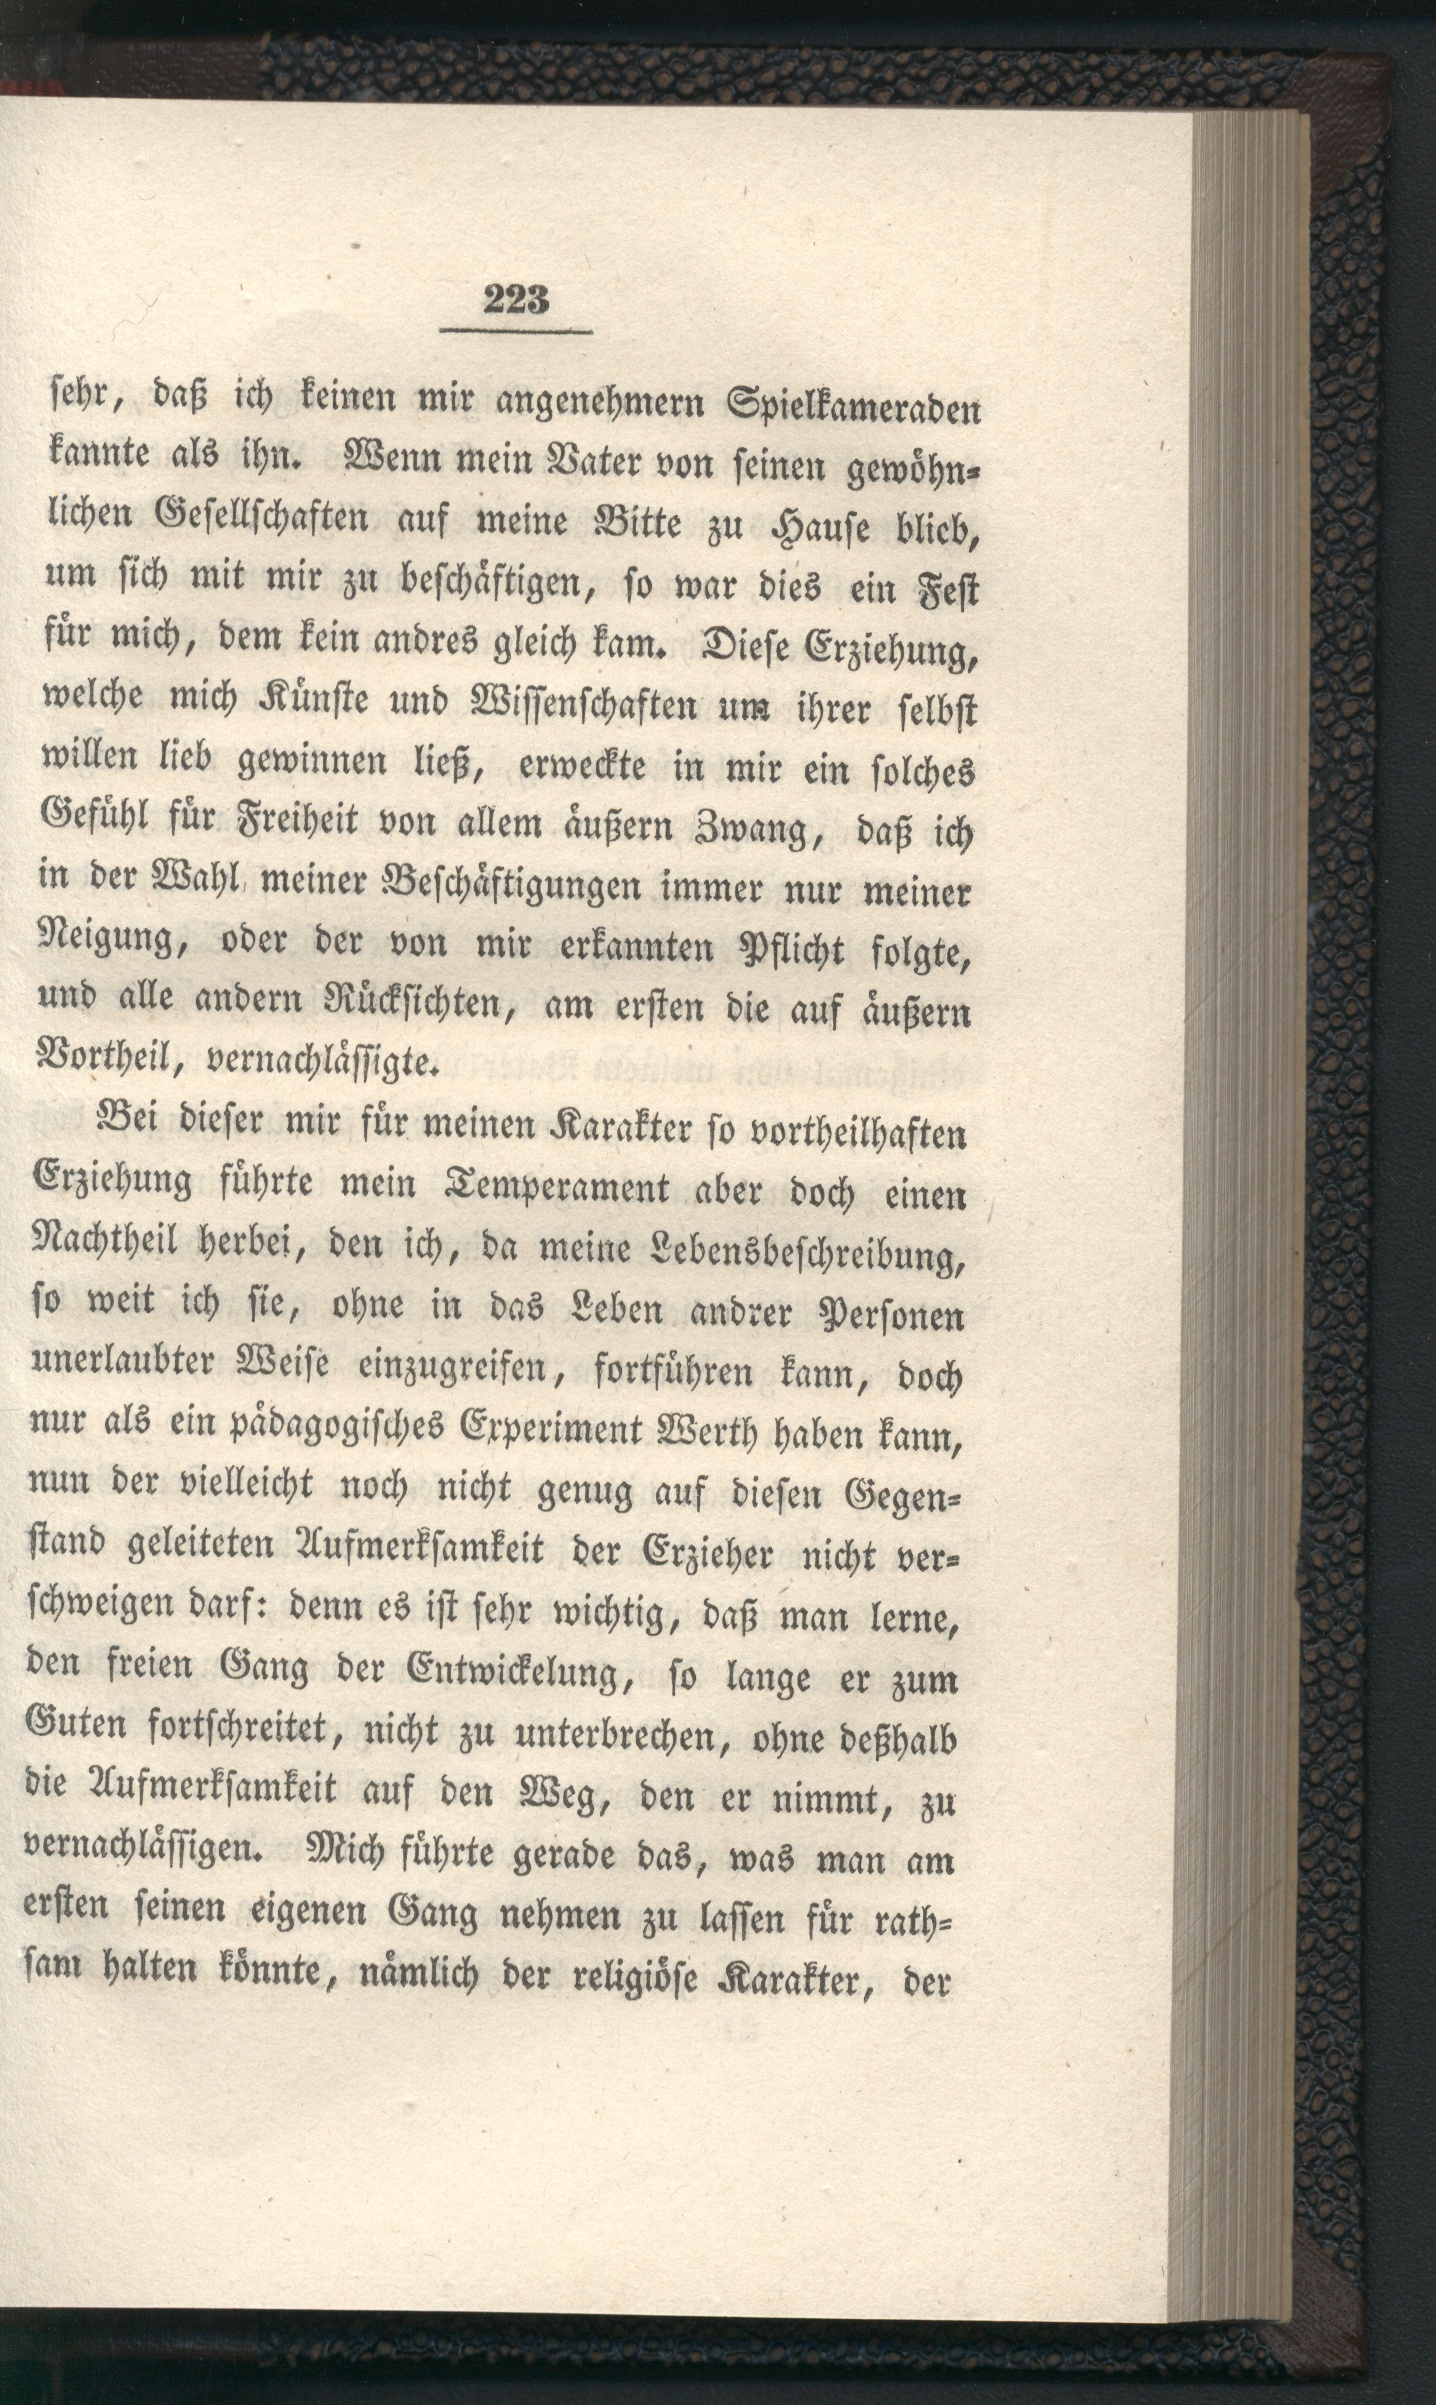 223
sehr, daß ich keinen mir angenehmern Spielkameraden
kannte als ihn. Wenn mein Vater von seinen gewöhn-
lichen Gesellschaften auf meine Bitte zu Hause blieb,
um sich mit mir zu beschäftigen, so war dies ein Fest
für mich, dem kein andres gleich kam. Diese Erziehung,
welche mich Künste und Wissenschaften um ihrer selbst
willen lieb gewinnen ließ, erweckte in mir ein solches
Gefühl für Freiheit von allem äußern Zwang, daß ich
in der Wahl meiner Beschäftigungen immer nur meiner
Neigung, oder der von mir erkannten Pflicht folgte,
und alle andern Rücksichten, am ersten die auf äußern
Vortheil, vernachlässigte.
Bei dieser mir für meinen Karakter so vortheilhaften
Erziehung führte mein Temperament aber doch einen
Nachtheil herbei, den ich, da meine Lebensbeschreibung,
so weit ich sie, ohne in das Leben andrer Personen
unerlaubter Weise einzugreifen, fortführen kann, doch
nur als ein pädagogisches Experiment Werth haben kann,
nun der vielleicht noch nicht genug auf diesen Gegen-
stand geleiteten Aufmerksamkeit der Erzieher nicht ver-
schweigen darf: denn es ist sehr wichtig, daß man lerne,
den freien Gang der Entwickelung, so lange er zum
Guten fortschreitet, nicht zu unterbrechen, ohne deßhalb
die Aufmerksamkeit auf den Weg, den er nimmt, zu
vernachlässigen. Mich führte gerade das, was man am
ersten seinen eigenen Gang nehmen zu lassen für rath-
sam halten könnte, nämlich der religiöse Karakter, der